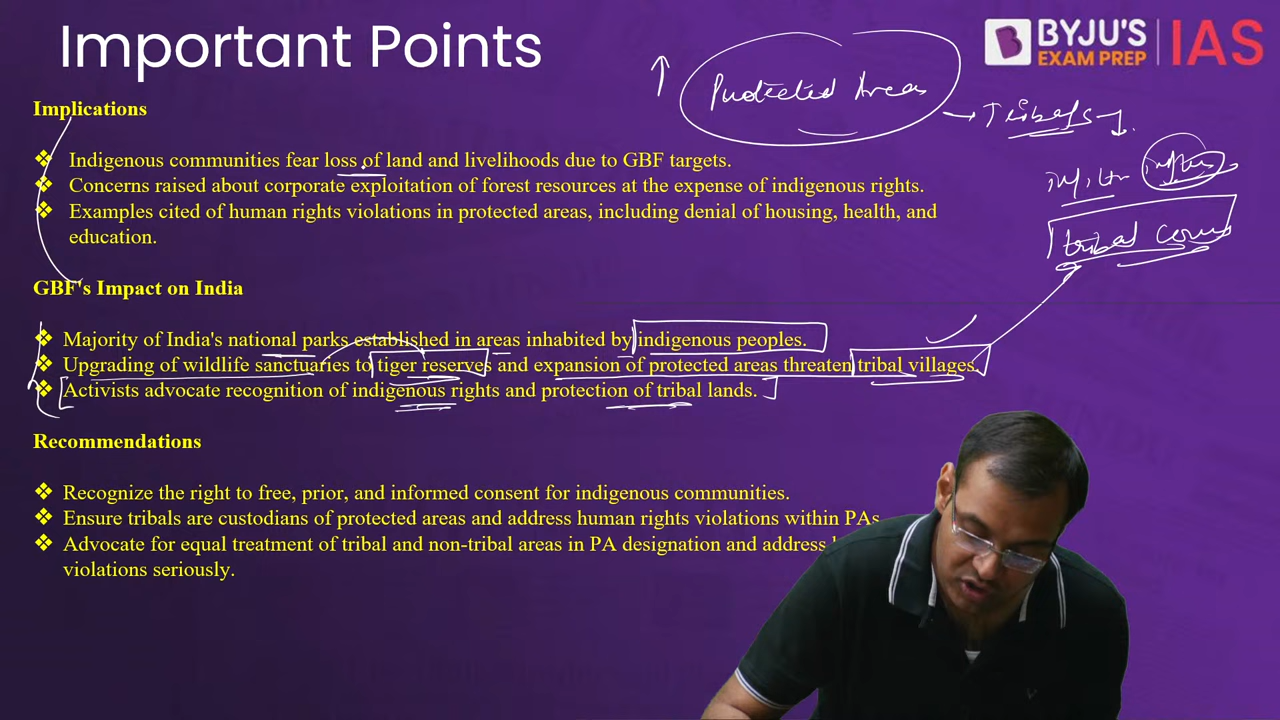 Important Points
BYJU'S
EXAM PREP
IAS
Protected Areas
Implications
❖ Indigenous communities fear loss of land and livelihoods due to GBF targets.
❖ Concerns raised about corporate exploitation of forest resources at the expense of indigenous rights.
❖ Examples cited of human rights violations in protected areas, including denial of housing, health, and
education.
GBF's Impact on India
❖ Majority of India's national parks established in areas inhabited by indigenous peoples.
❖ Upgrading of wildlife sanctuaries to tiger reserves and expansion of protected areas threaten tribal villages.
❖ Activists advocate recognition of indigenous rights and protection of tribal lands.
Recommendations
❖ Recognize the right to free, prior, and informed consent for indigenous communities.
❖ Ensure tribals are custodians of protected areas and address human rights violations within PAs
❖ Advocate for equal treatment of tribal and non-tribal areas in PA designation and address
violations seriously.
tribal